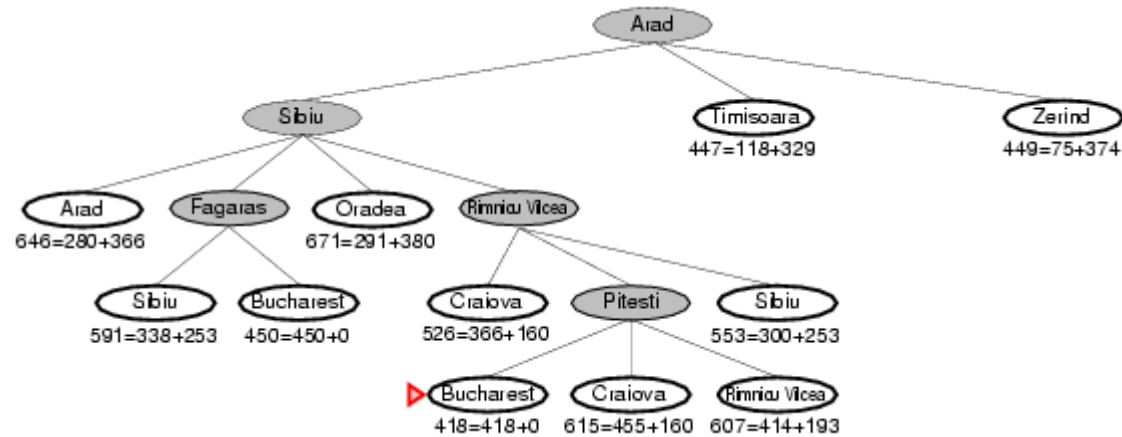 Arad
Sibiu
Timisoara
Zerind
447=118+329
449=75+374
Arad
Fagaras
Oradea
Rimnicu Vilcea
646=280+366
671=291+380
Sibiu
Bucharest
Craiova
Pitesti
Sibiu
591=338+253
450=450+0
526=366+160
553=300+253
Bucharest
Craiova
Rimnicu Vilcea
418=418+0
615=455+160
607=414+193